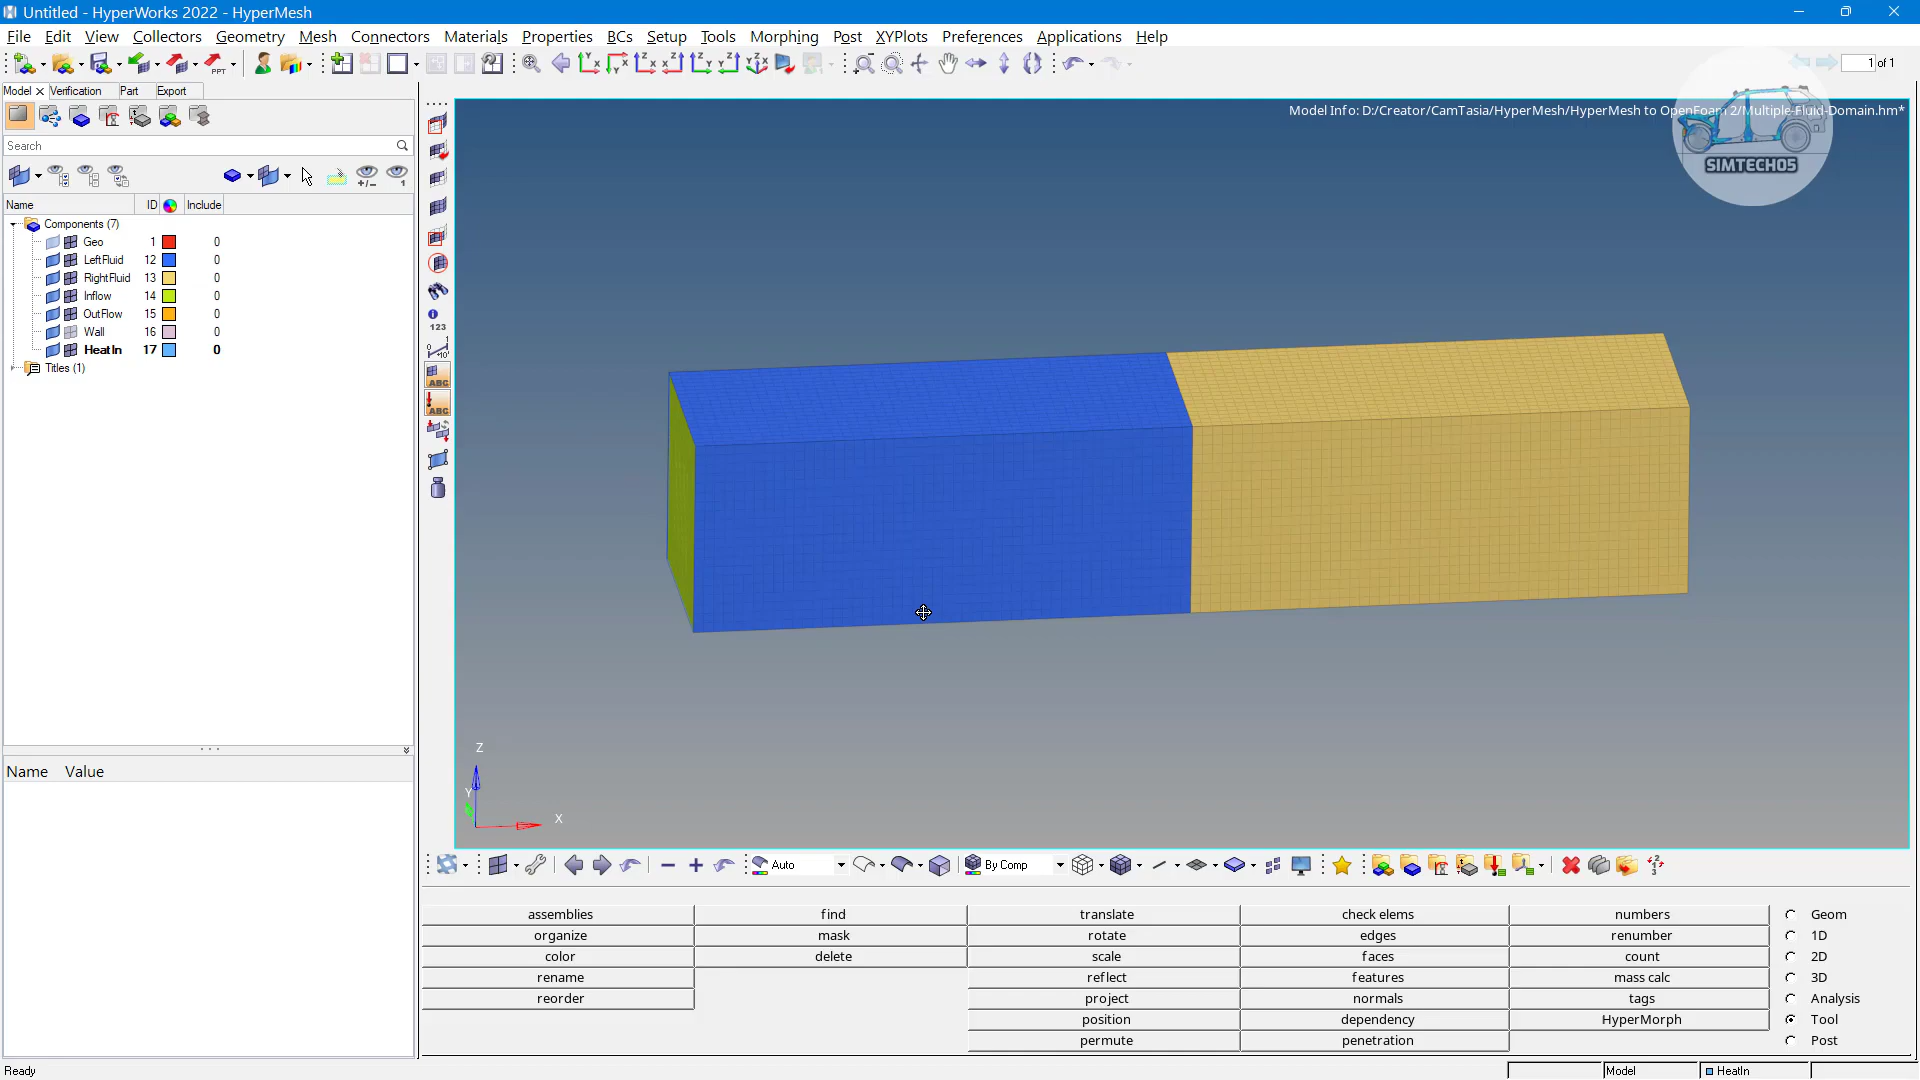 Untitled - HyperWorks 2022 - HyperMesh
File Edit View Collectors Geometry Mesh Connectors Materials Properties BCs Setup Tools Morphing Post XYPlots Preferences Applications Help
1 of 1
Model Verification Part Export
Model Info: D:/Creator/CamTasia/HyperMesh/HyperMesh to OpenFoam 2/Multiple-Fluid-Domain.hm*
SIMTECH05
Search
Name ID Include
Components (7)
Geo 1 0
LeftFluid 12 0
RightFluid 13 0
Inflow 14 0
OutFlow 15 0
Wall 16 0
HeatIn 17 0
Titles (1)
123
ABC
ABC
Name Value
Z
Y
X
Auto By Comp
assemblies find translate check elems numbers Geom
organize mask rotate edges renumber 1D
color delete scale faces count 2D
rename reflect features mass calc 3D
reorder project normals tags Analysis
position dependency HyperMorph Tool
permute penetration Post
Ready Model HeatIn